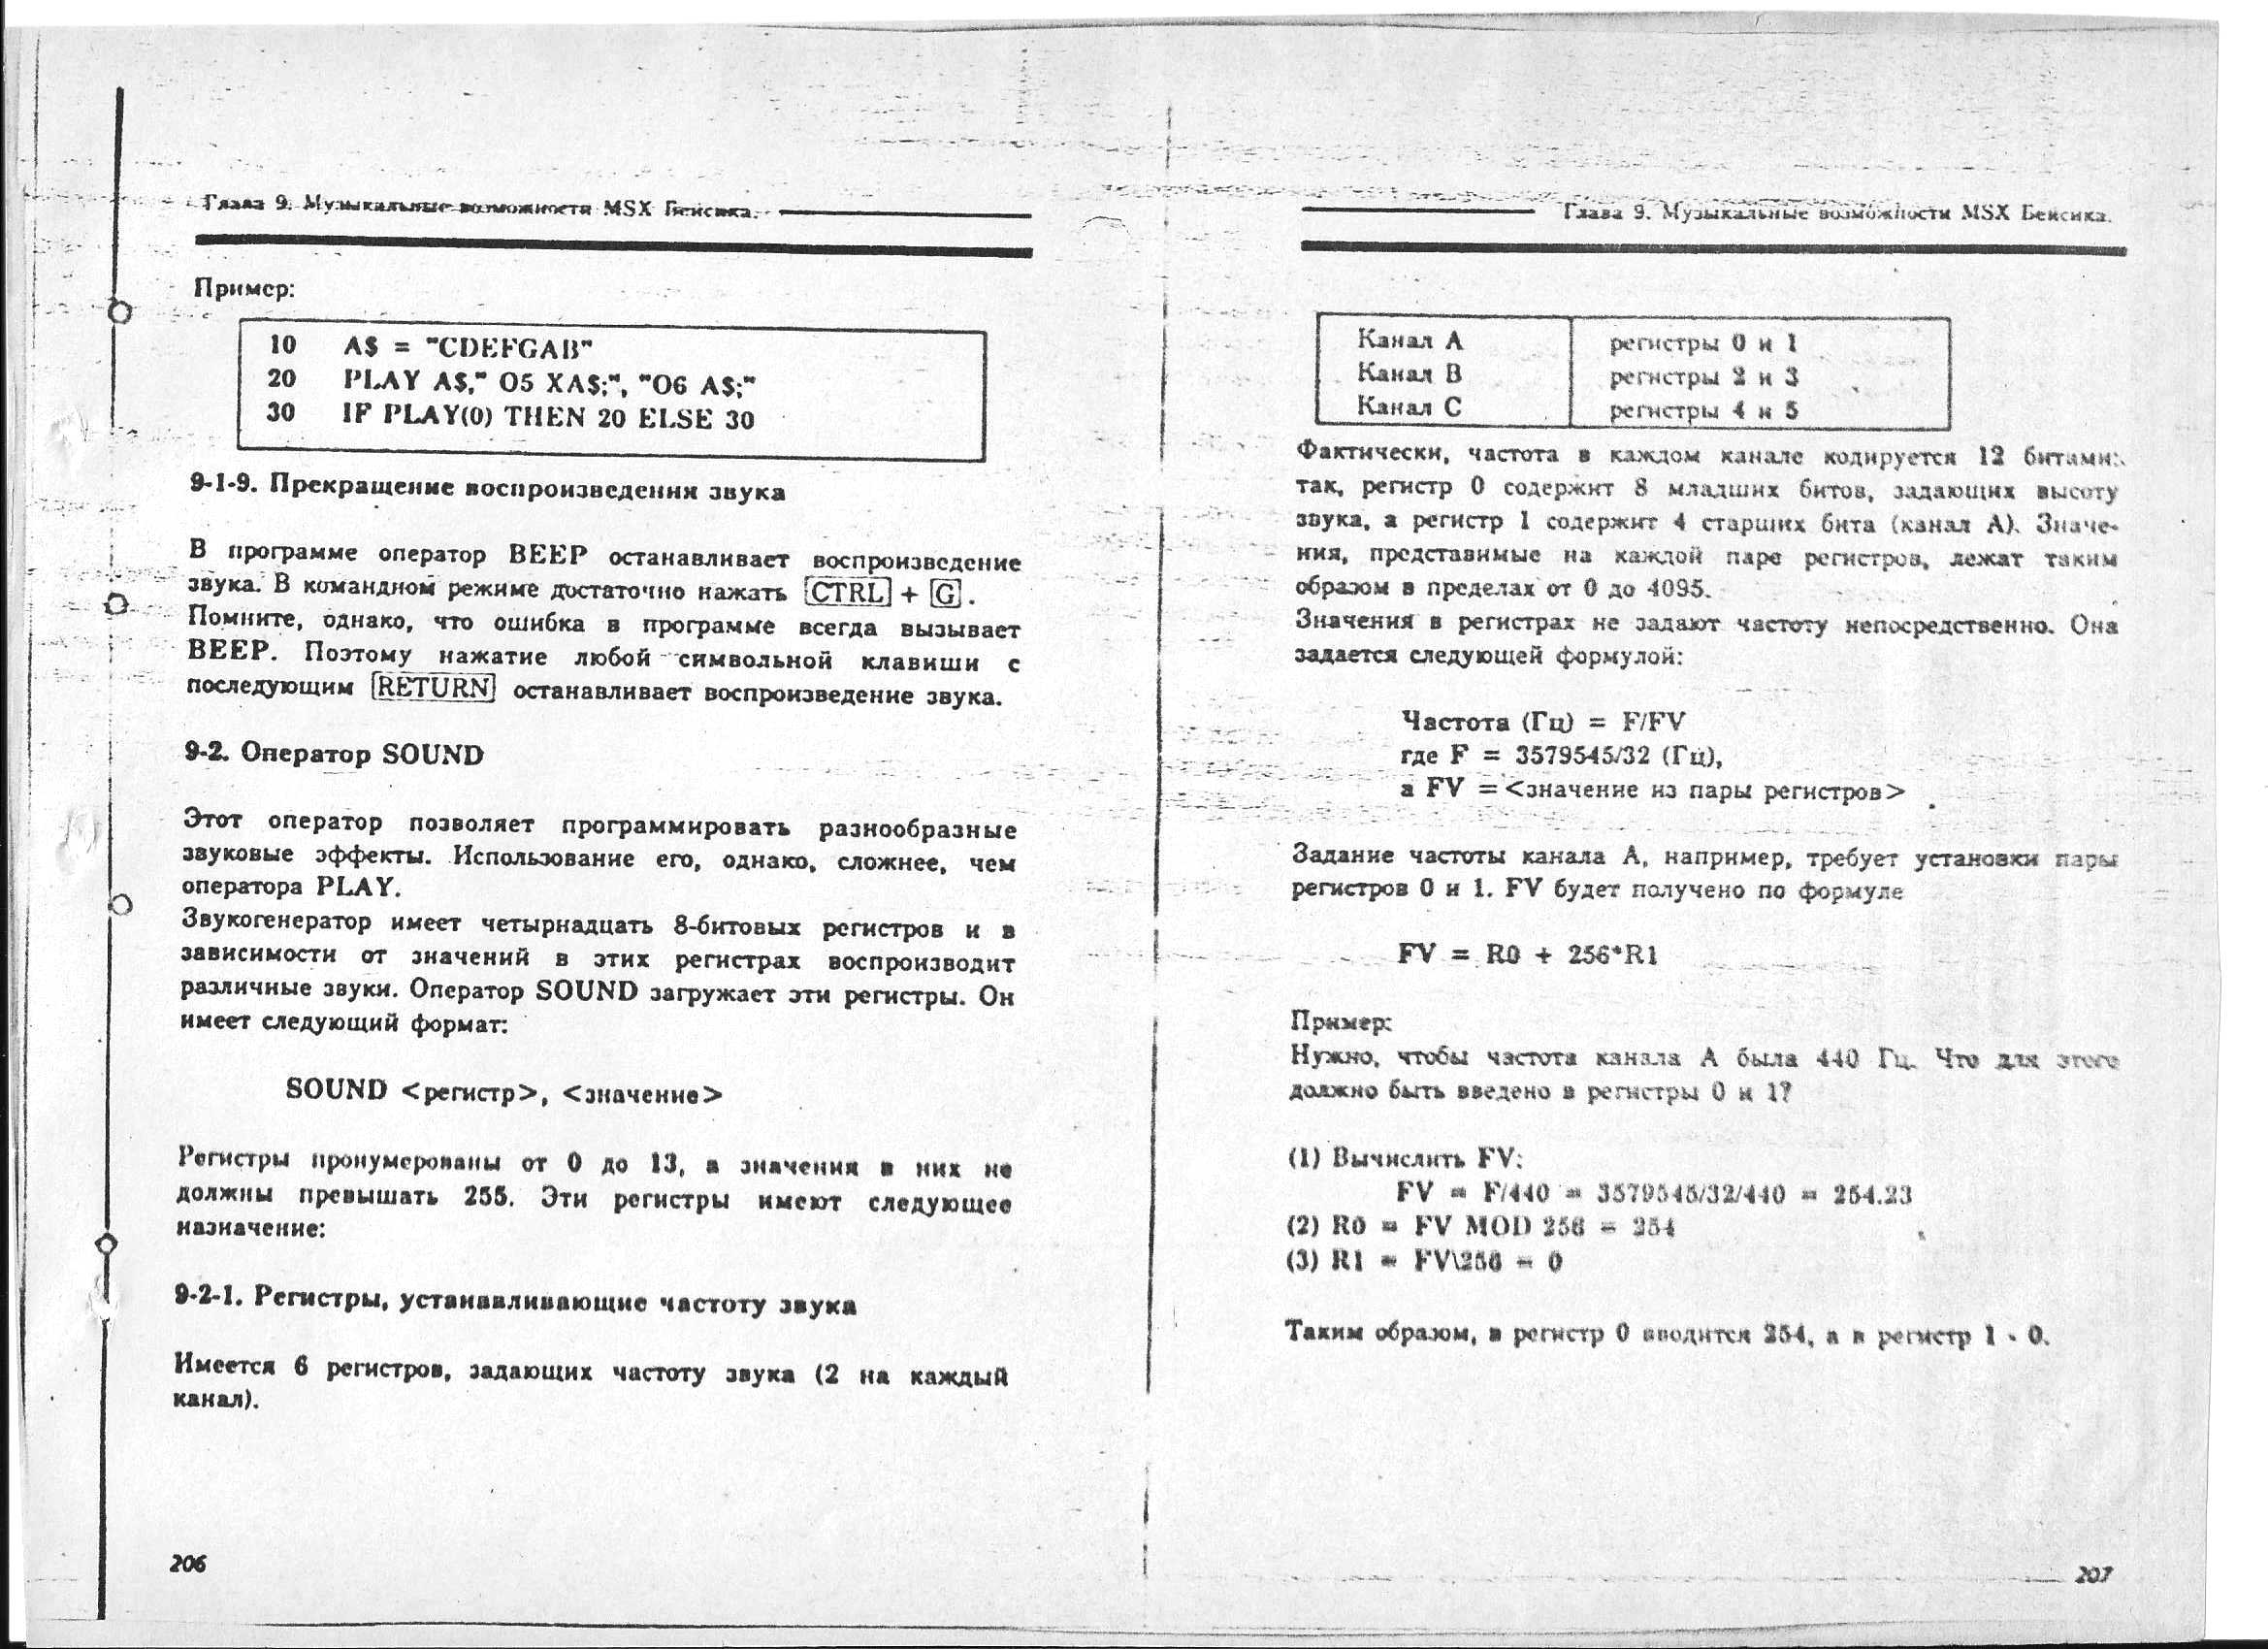 Глава 9. Музыкальные возможности MSX Бейсика.
Пример:
10 A$ = "CDEFGAB"
20 PLAY A$," O5 XA$;", "O6 A$;"
30 IF PLAY(0) THEN 20 ELSE 30
9-1-9. Прекращение воспроизведения звука
В программе оператор BEEP останавливает воспроизведение
звука. В командном режиме достаточно нажать CTRL + G.
Помните, однако, что ошибка в программе всегда вызывает
BEEP. Поэтому нажатие любой символьной клавиши с
последующим RETURN останавливает воспроизведение звука.
9-2. Оператор SOUND
Этот оператор позволяет программировать разнообразные
звуковые эффекты. Использование его, однако, сложнее, чем
оператора PLAY.
Звукогенератор имеет четырнадцать 8-битовых регистров и в
зависимости от значений в этих регистрах воспроизводит
различные звуки. Оператор SOUND загружает эти регистры. Он
имеет следующий формат:
SOUND <регистр>, <значение>
Регистры пронумерованы от 0 до 13, а значения в них не
должны превышать 255. Эти регистры имеют следующее
назначение:
9-2-1. Регистры, устанавливающие частоту звука
Имеется 6 регистров, задающих частоту звука (2 на каждый
канал).
206
Глава 9. Музыкальные возможности MSX Бейсика.
Канал A регистры 0 и 1
Канал B регистры 2 и 3
Канал C регистры 4 и 5
Фактически, частота в каждом канале кодируется 12 битами:
так, регистр 0 содержит 8 младших битов, задающих высоту
звука, а регистр 1 содержит 4 старших бита (канал A). Значе-
ния, представимые на каждой паре регистров, лежат таким
образом в пределах от 0 до 4095.
Значения в регистрах не задают частоту непосредственно. Она
задается следующей формулой:
Частота (Гц) = F/FV
где F = 3579545/32 (Гц),
а FV = <значение из пары регистров>
Задание частоты канала A, например, требует установки пары
регистров 0 и 1. FV будет получено по формуле
FV = R0 + 256*R1
Пример:
Нужно, чтобы частота канала A была 440 Гц. Что для этого
должно быть введено в регистры 0 и 1?
(1) Вычислить FV:
FV = F/440 = 3579545/32/440 = 254.23
(2) R0 = FV MOD 256 = 254
(3) R1 = FV\256 = 0
Таким образом, в регистр 0 вводится 254, а в регистр 1 - 0.
207